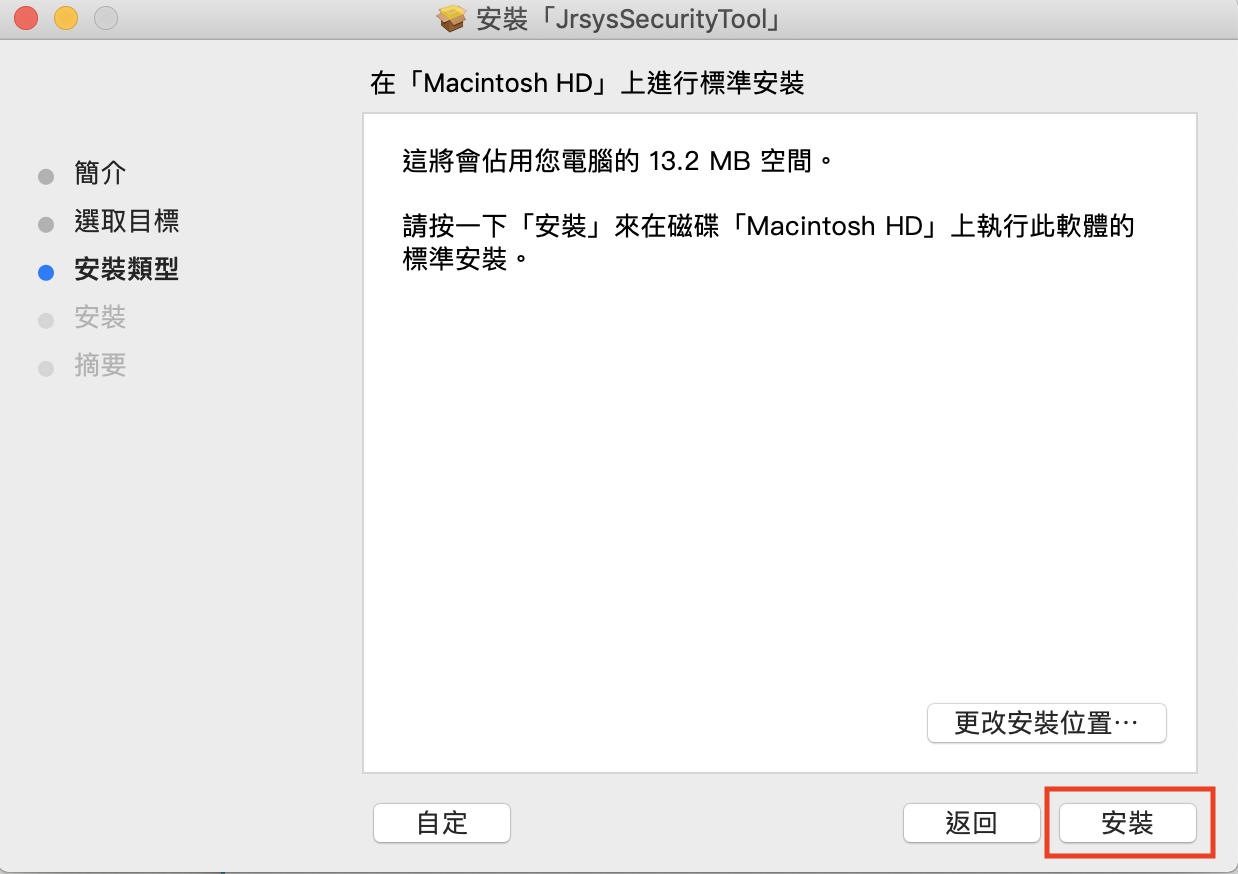 安裝「JrsysSecurityTool」
在「Macintosh HD」上進行標準安裝
簡介
選取目標
安裝類型
安裝
摘要
這將會佔用您電腦的 13.2 MB 空間。
請按一下「安裝」來在磁碟「Macintosh HD」上執行此軟體的
標準安裝。
更改安裝位置⋯
自定
返回
安裝